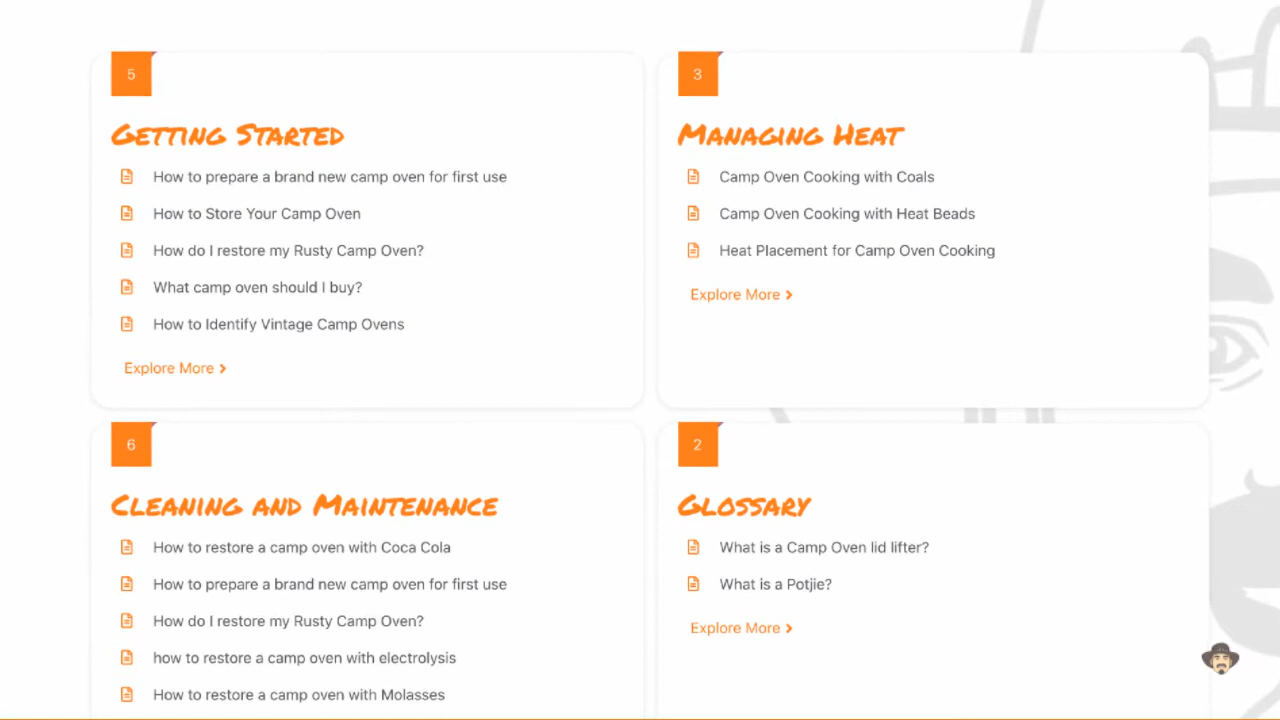 5
Getting Started
How to prepare a brand new camp oven for first use
How to Store Your Camp Oven
How do I restore my Rusty Camp Oven?
What camp oven should I buy?
How to Identify Vintage Camp Ovens
Explore More
3
Managing Heat
Camp Oven Cooking with Coals
Camp Oven Cooking with Heat Beads
Heat Placement for Camp Oven Cooking
Explore More
6
Cleaning and Maintenance
How to restore a camp oven with Coca Cola
How to prepare a brand new camp oven for first use
How do I restore my Rusty Camp Oven?
how to restore a camp oven with electrolysis
How to restore a camp oven with Molasses
2
Glossary
What is a Camp Oven lid lifter?
What is a Potjie?
Explore More